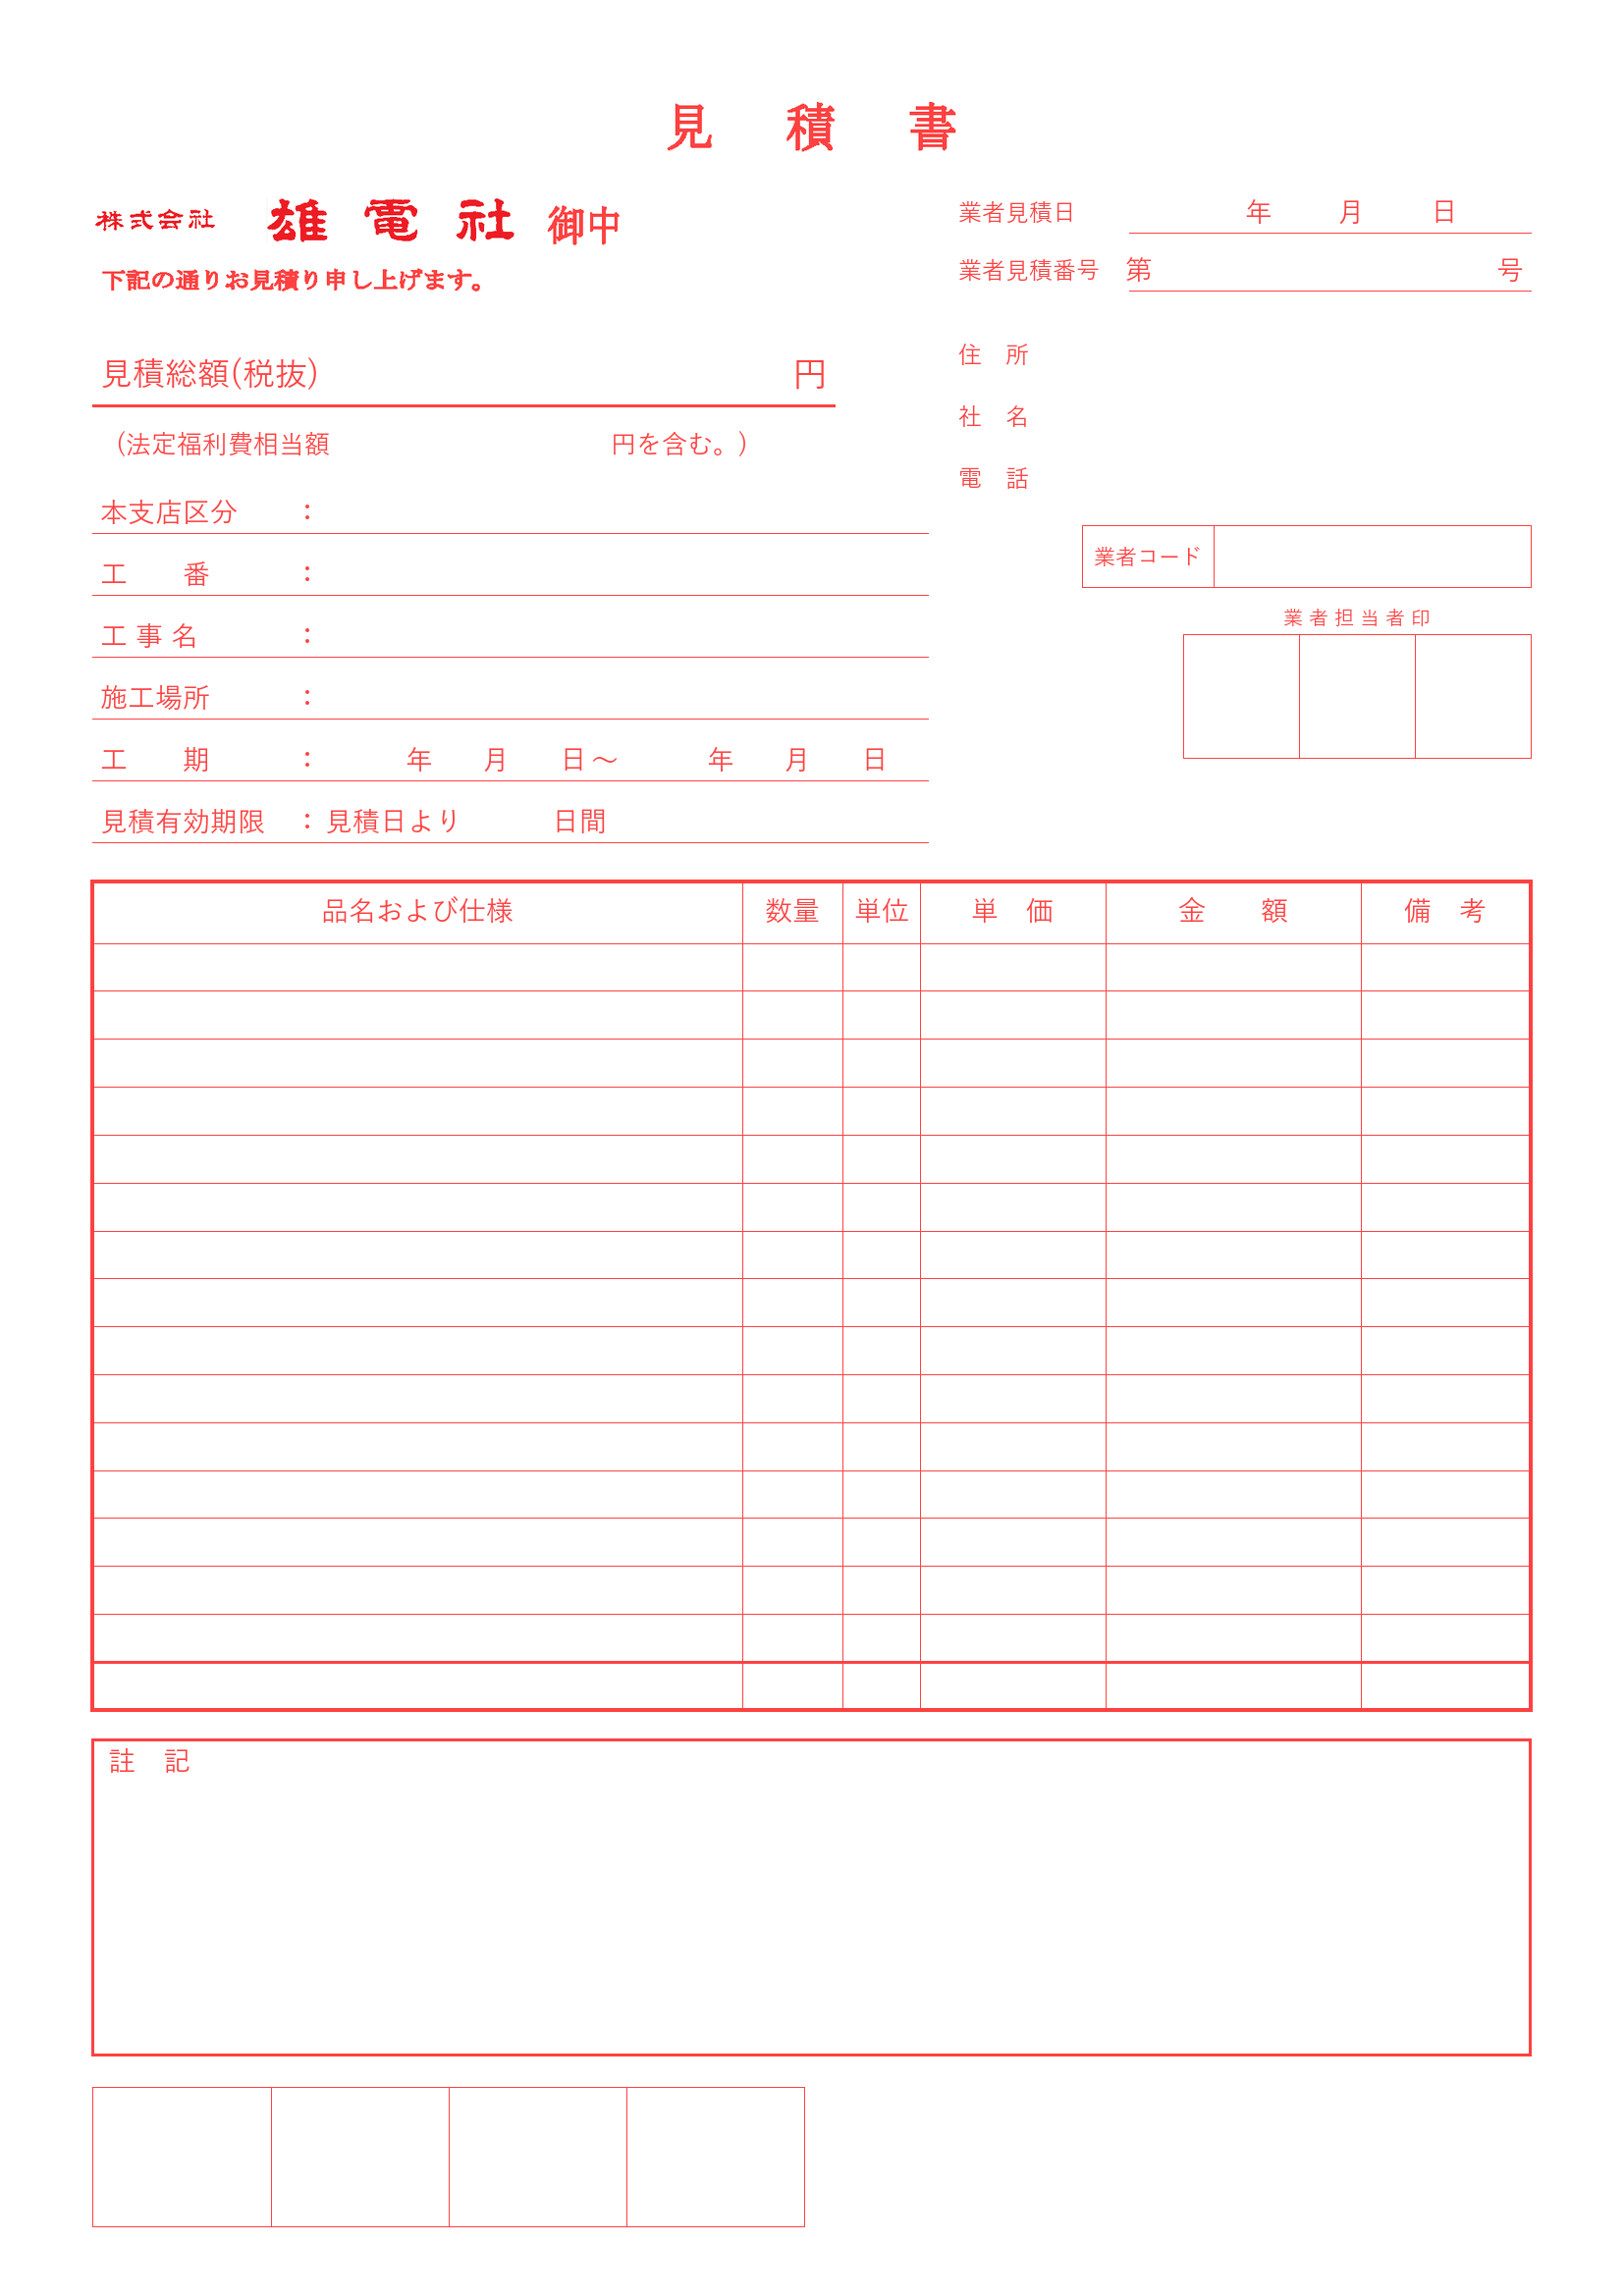 見 積 書
株式会社 雄電社 御中
下記の通りお見積り申し上げます。
業者見積日 年 月 日
業者見積番号 第 号
見積総額(税抜) 円
（法定福利費相当額 円を含む。）
住 所
社 名
電 話
業者コード
業者担当者印
本支店区分 ：
工 番 ：
工 事 名 ：
施工場所 ：
工 期 ： 年 月 日～ 年 月 日
見積有効期限 ：見積日より 日間
品名および仕様 数量 単位 単 価 金 額 備 考
註 記